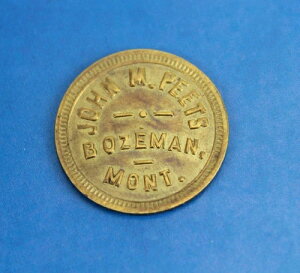 JOHN M. PEETS
BOZEMAN,
MONT.